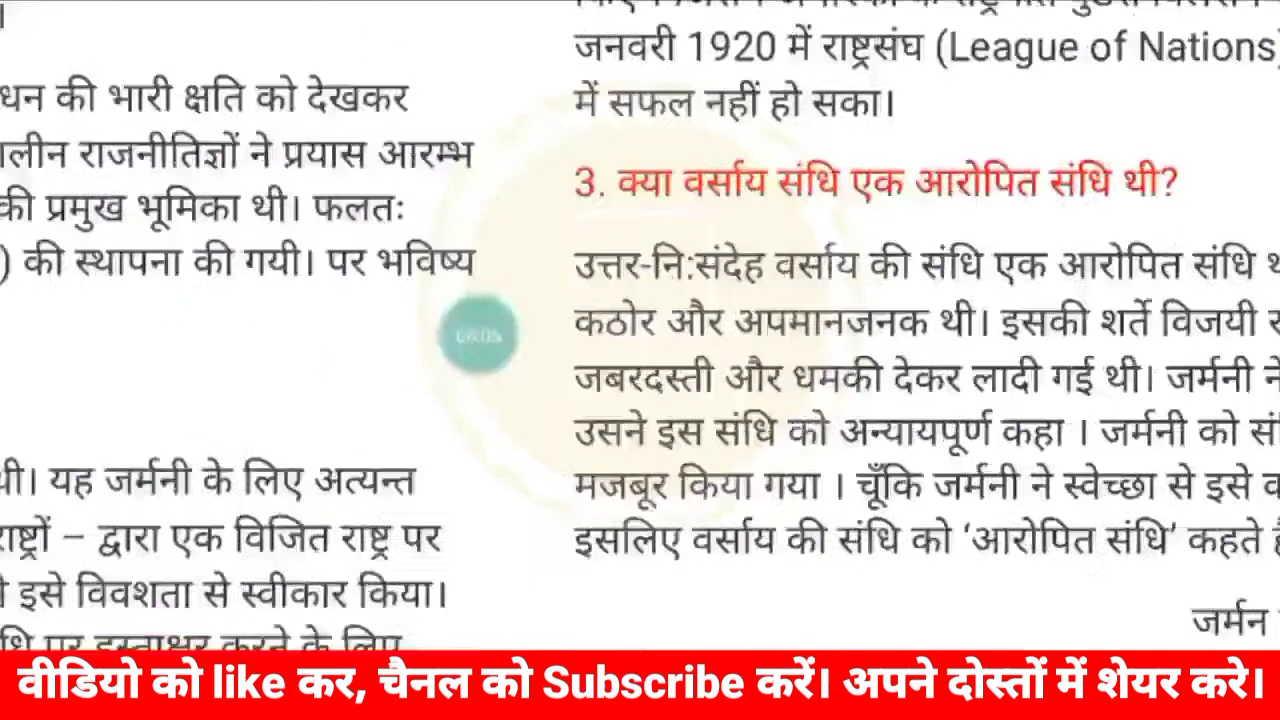 ।
धन की भारी क्षति को देखकर
लीन राजनीतिज्ञों ने प्रयास आरम्भ
की प्रमुख भूमिका थी। फलतः
) की स्थापना की गयी। पर भविष्य
थी। यह जर्मनी के लिए अत्यन्त
राष्ट्रों – द्वारा एक विजित राष्ट्र पर
इसे विवशता से स्वीकार किया।
पर हस्ताक्षर करने के लिए
जनवरी 1920 में राष्ट्रसंघ (League of Nations)
में सफल नहीं हो सका।
3. क्या वर्साय संधि एक आरोपित संधि थी?
उत्तर-नि:संदेह वर्साय की संधि एक आरोपित संधि
कठोर और अपमानजनक थी। इसकी शर्ते विजयी
जबरदस्ती और धमकी देकर लादी गई थी। जर्मनी ने
उसने इस संधि को अन्यायपूर्ण कहा । जर्मनी को
मजबूर किया गया । चूँकि जर्मनी ने स्वेच्छा से इसे
इसलिए वर्साय की संधि को ‘आरोपित संधि’ कहते
जर्मन
वीडियो को like कर, चैनल को Subscribe करें। अपने दोस्तों में शेयर करे।